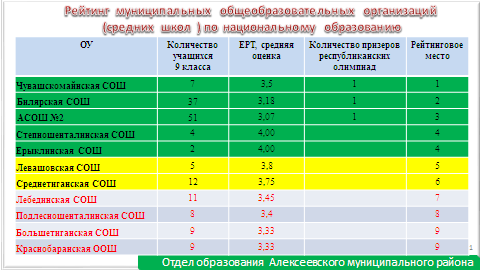 Рейтинг муниципальных общеобразовательных организаций
(средних школ ) по национальному образованию
ОУ Количество учащихся 9 класса ЕРТ, средняя оценка Количество призеров республиканских олимпиад Рейтинговое место
Чувашскомайнская СОШ 7 3,5 1 1
Билярская СОШ 37 3,18 1 2
АСОШ №2 51 3,07 1 3
Степношенталинская СОШ 4 4,00 4
Ерыклинская СОШ 2 4,00 4
Левашовская СОШ 5 3,8 5
Среднетиганская СОШ 12 3,75 6
Лебединская СОШ 11 3,45 7
Подлесношенталинская СОШ 8 3,4 8
Большетиганская СОШ 9 3,33 9
Краснобаранская ООШ 9 3,33 9
1
Отдел образования Алексеевского муниципального района